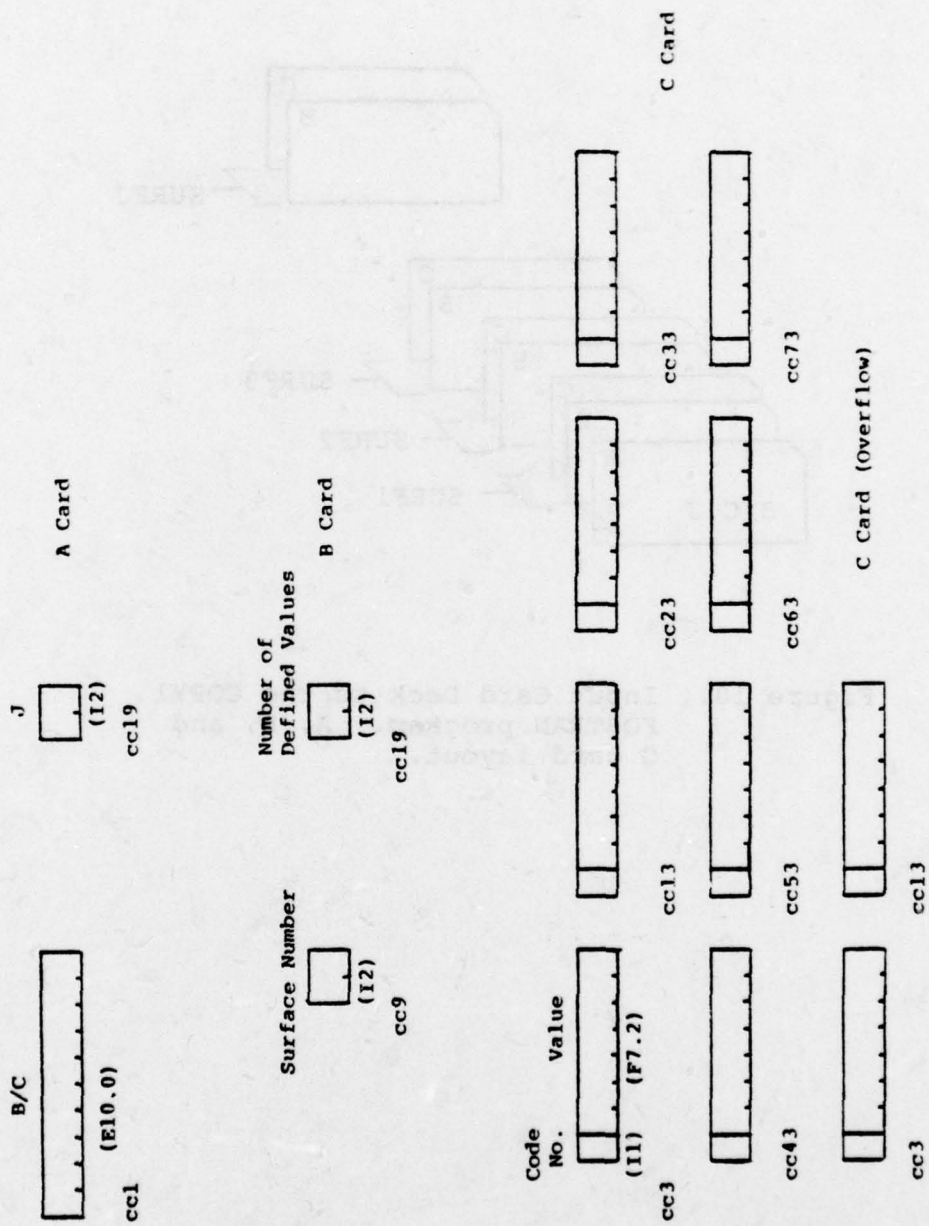 B/C
J
(E10.0)
(I2)
A Card
cc1
cc19
Surface Number
Number of
Defined Values
(I2)
(I2)
B Card
cc9
cc19
Code
No.
Value
(I1)
(F7.2)
cc3
cc13
cc23
cc33
C Card
cc43
cc53
cc63
cc73
cc3
cc13
C Card (Overflow)